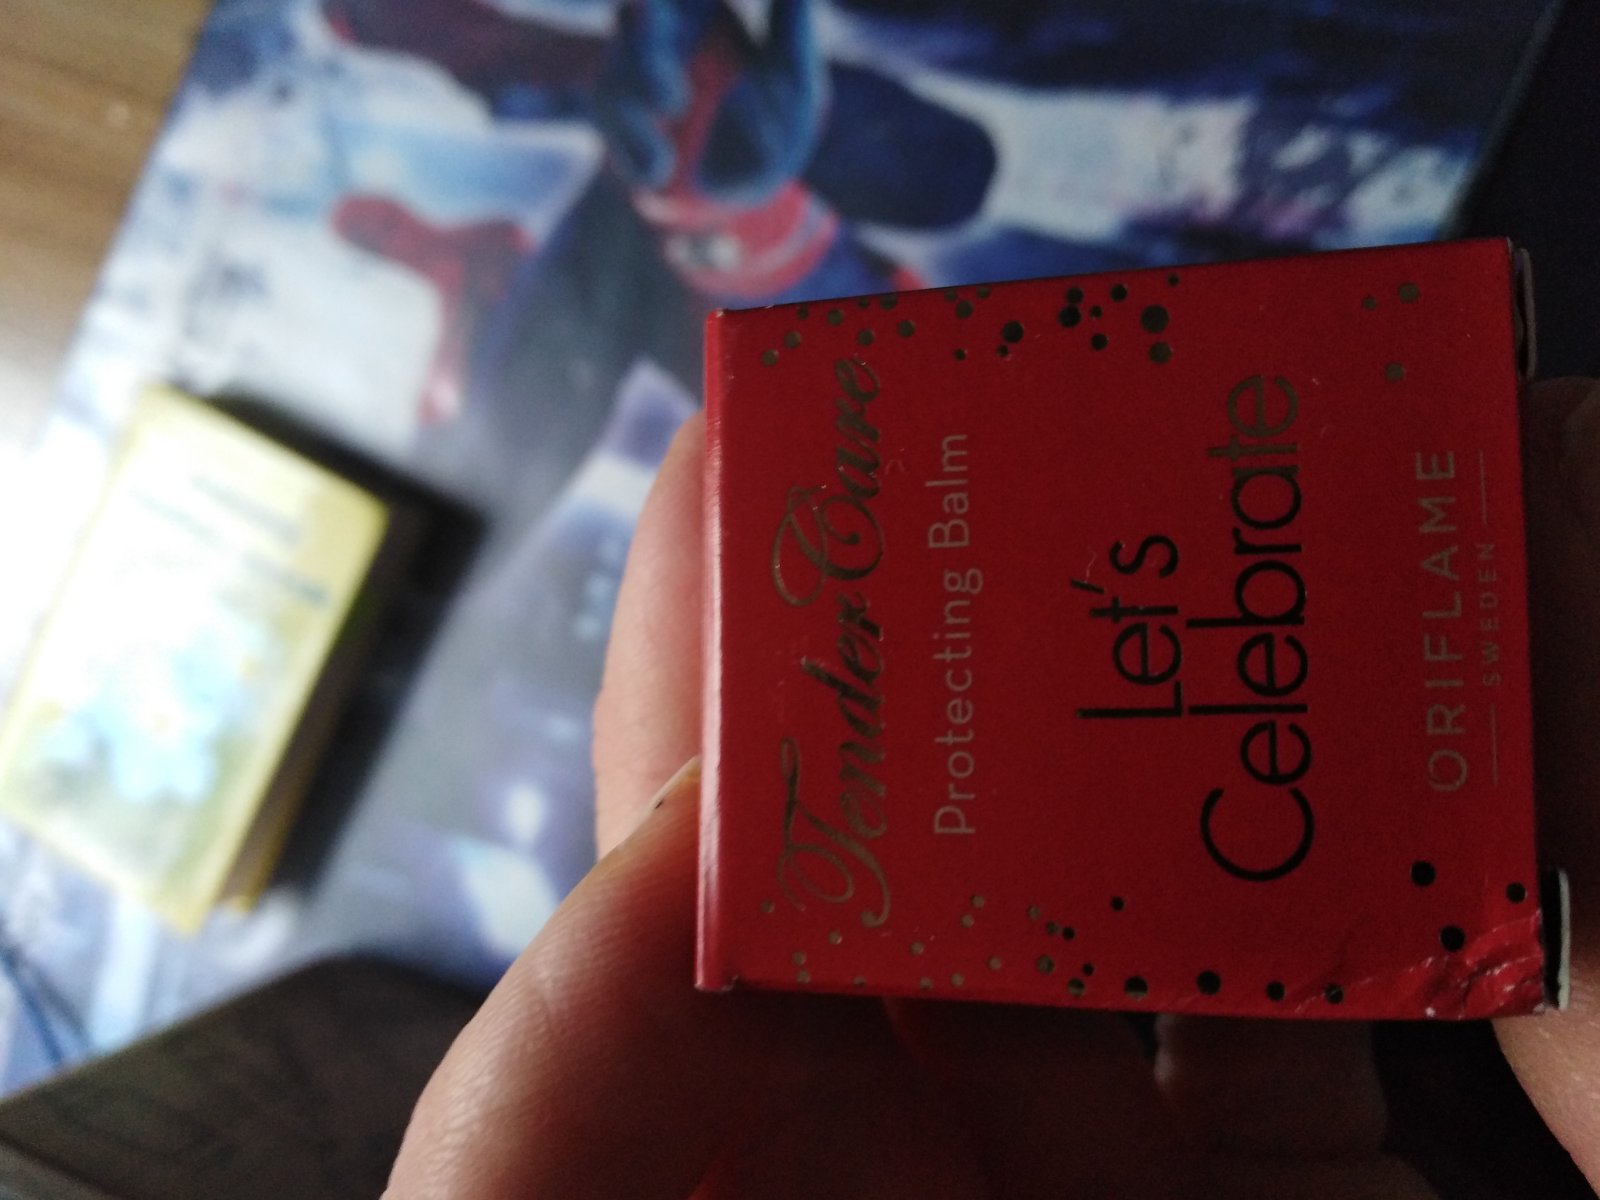 Tender Care
Protecting Balm
Let's
Celebrate
ORIFLAME
SWEDEN